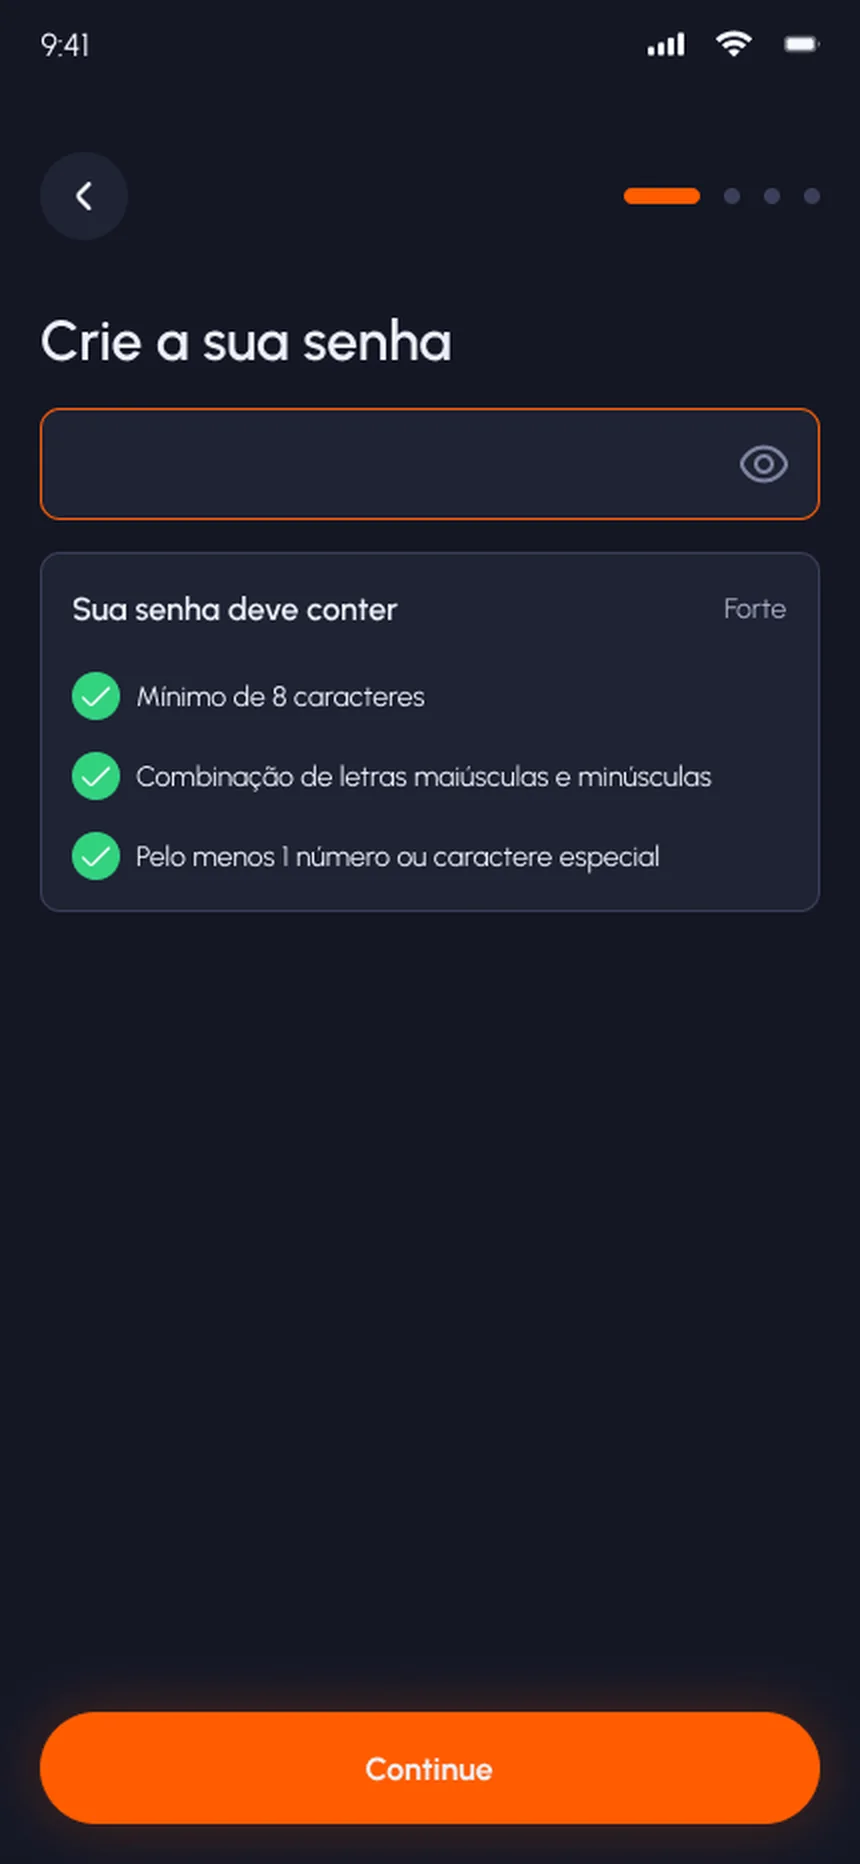 9:41
Crie a sua senha
Sua senha deve conter
Forte
Mínimo de 8 caracteres
Combinação de letras maiúsculas e minúsculas
Pelo menos 1 número ou caractere especial
Continue